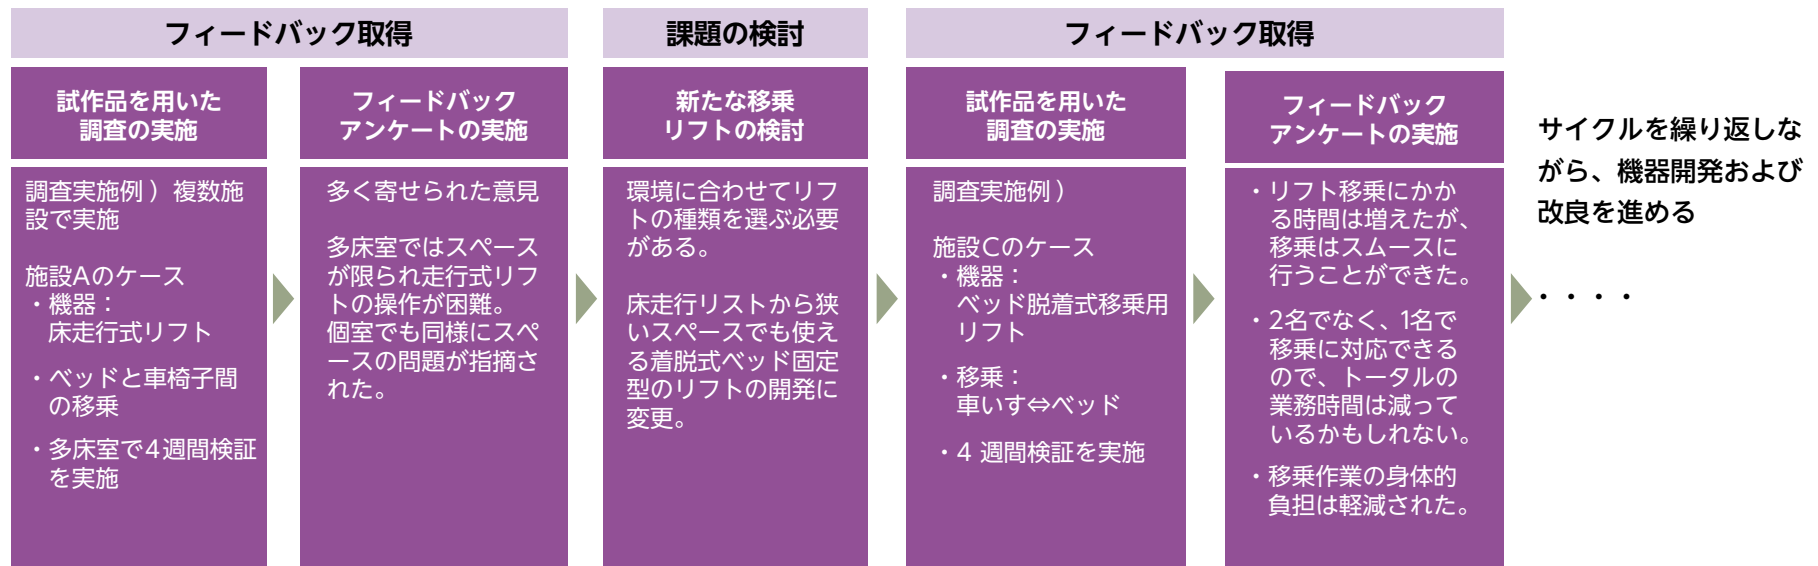 フィードバック取得
試作品を用いた
調査の実施
調査実施例）複数施
設で実施
施設Aのケース
・機器：
床走行式リフト
・ベッドと車椅子間
の移乗
・多床室で4週間検証
を実施
フィードバック
アンケートの実施
多く寄せられた意見
多床室ではスペース
が限られ走行式リフ
トの操作が困難。
個室でも同様にスペ
ースの問題が指摘さ
れた。
課題の検討
新たな移乗
リフトの検討
環境に合わせてリフ
トの種類を選ぶ必要
がある。
床走行リストから狭
いスペースでも使え
る着脱式ベッド固定
型のリフトの開発に
変更。
フィードバック取得
試作品を用いた
調査の実施
調査実施例）
施設Cのケース
・機器：
ベッド脱着式移乗用
リフト
・移乗：
車いす⇔ベッド
・4 週間検証を実施
フィードバック
アンケートの実施
・リフト移乗にかか
る時間は増えたが、
移乗はスムースに
行うことができた。
・2名でなく、1名で
移乗に対応できる
ので、トータルの
業務時間は減って
いるかもしれない。
・移乗作業の身体的
負担は軽減された。
サイクルを繰り返しな
がら、機器開発および
改良を進める
・・・・